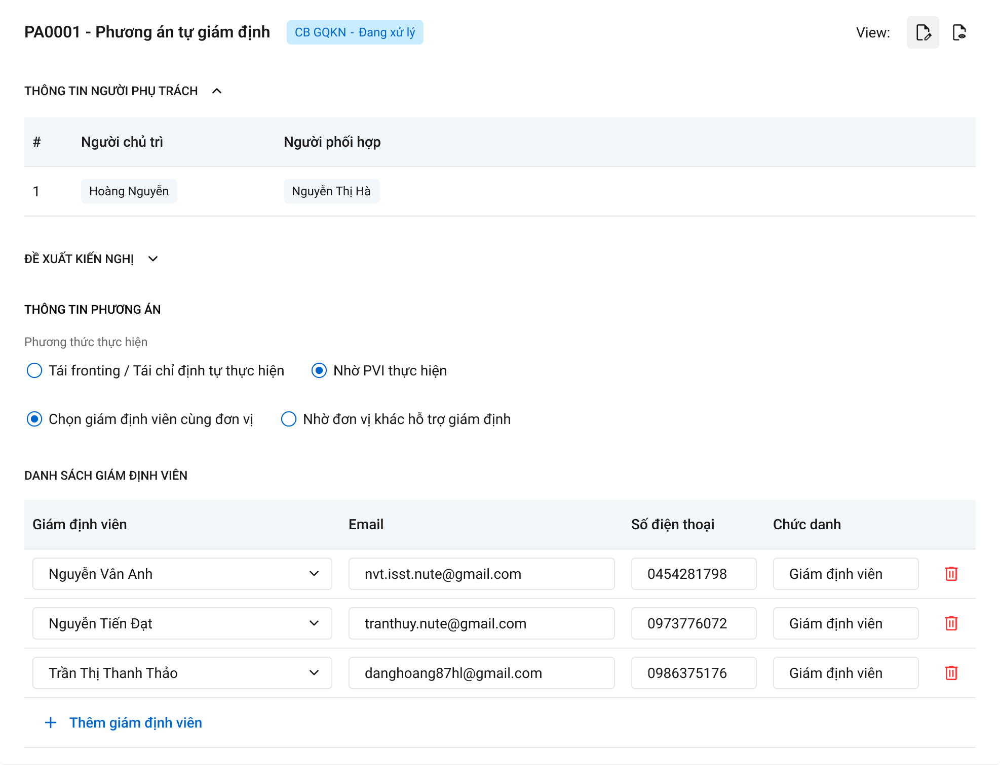 PA0001 - Phương án tự giám định CB GQKN - Đang xử lý View:
THÔNG TIN NGƯỜI PHỤ TRÁCH
# Người chủ trì Người phối hợp
1 Hoàng Nguyễn Nguyễn Thị Hà
ĐỀ XUẤT KIẾN NGHỊ
THÔNG TIN PHƯƠNG ÁN
Phương thức thực hiện
Tái fronting / Tái chỉ định tự thực hiện Nhờ PVI thực hiện
Chọn giám định viên cùng đơn vị Nhờ đơn vị khác hỗ trợ giám định
DANH SÁCH GIÁM ĐỊNH VIÊN
Giám định viên Email Số điện thoại Chức danh
Nguyễn Vân Anh nvt.isst.nute@gmail.com 0454281798 Giám định viên
Nguyễn Tiến Đạt tranthuy.nute@gmail.com 0973776072 Giám định viên
Trần Thị Thanh Thảo danghoang87hl@gmail.com 0986375176 Giám định viên
Thêm giám định viên